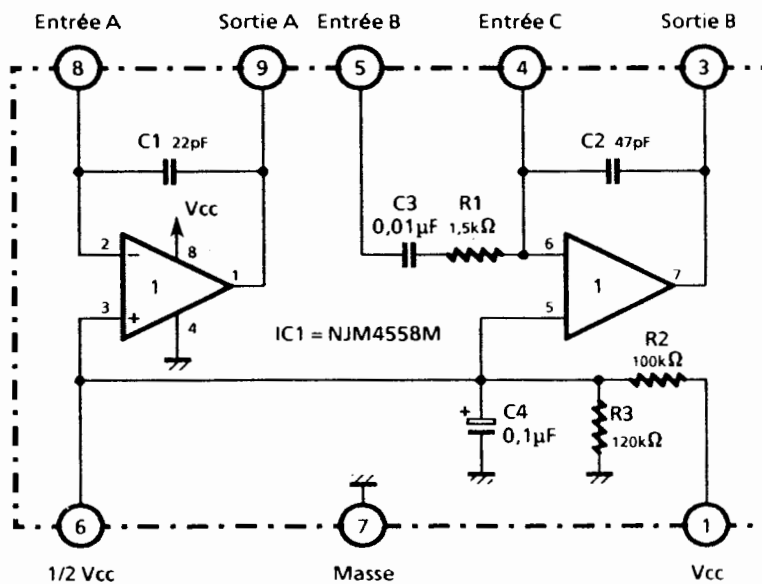 Entrée A Sortie A Entrée B Entrée C Sortie B
8 9 5 4 3
C1 22pF C2 47pF
C3 R1
0,01µF 1,5kΩ
Vcc
2 − 8 6
1 1 1 7
3 + 4 5
IC1 = NJM4558M
R2
100kΩ
+ C4 R3
0,1µF 120kΩ
6 7 1
1/2 Vcc Masse Vcc